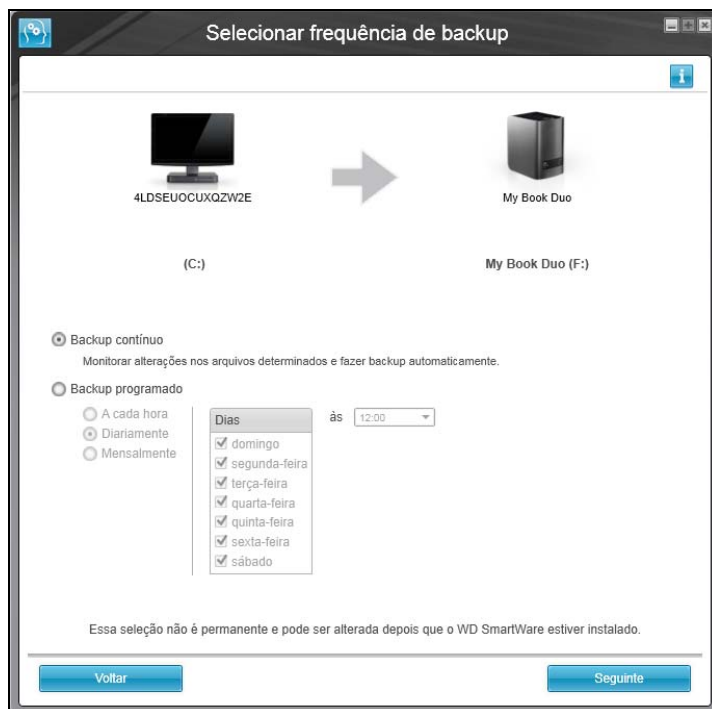 Selecionar frequência de backup
4LDSEUOCUXQZW2E
My Book Duo
(C:)
My Book Duo (F:)
Backup contínuo
Monitorar alterações nos arquivos determinados e fazer backup automaticamente.
Backup programado
A cada hora
Diariamente
Mensalmente
Dias
domingo
segunda-feira
terça-feira
quarta-feira
quinta-feira
sexta-feira
sábado
às
12:00
Essa seleção não é permanente e pode ser alterada depois que o WD SmartWare estiver instalado.
Voltar
Seguinte